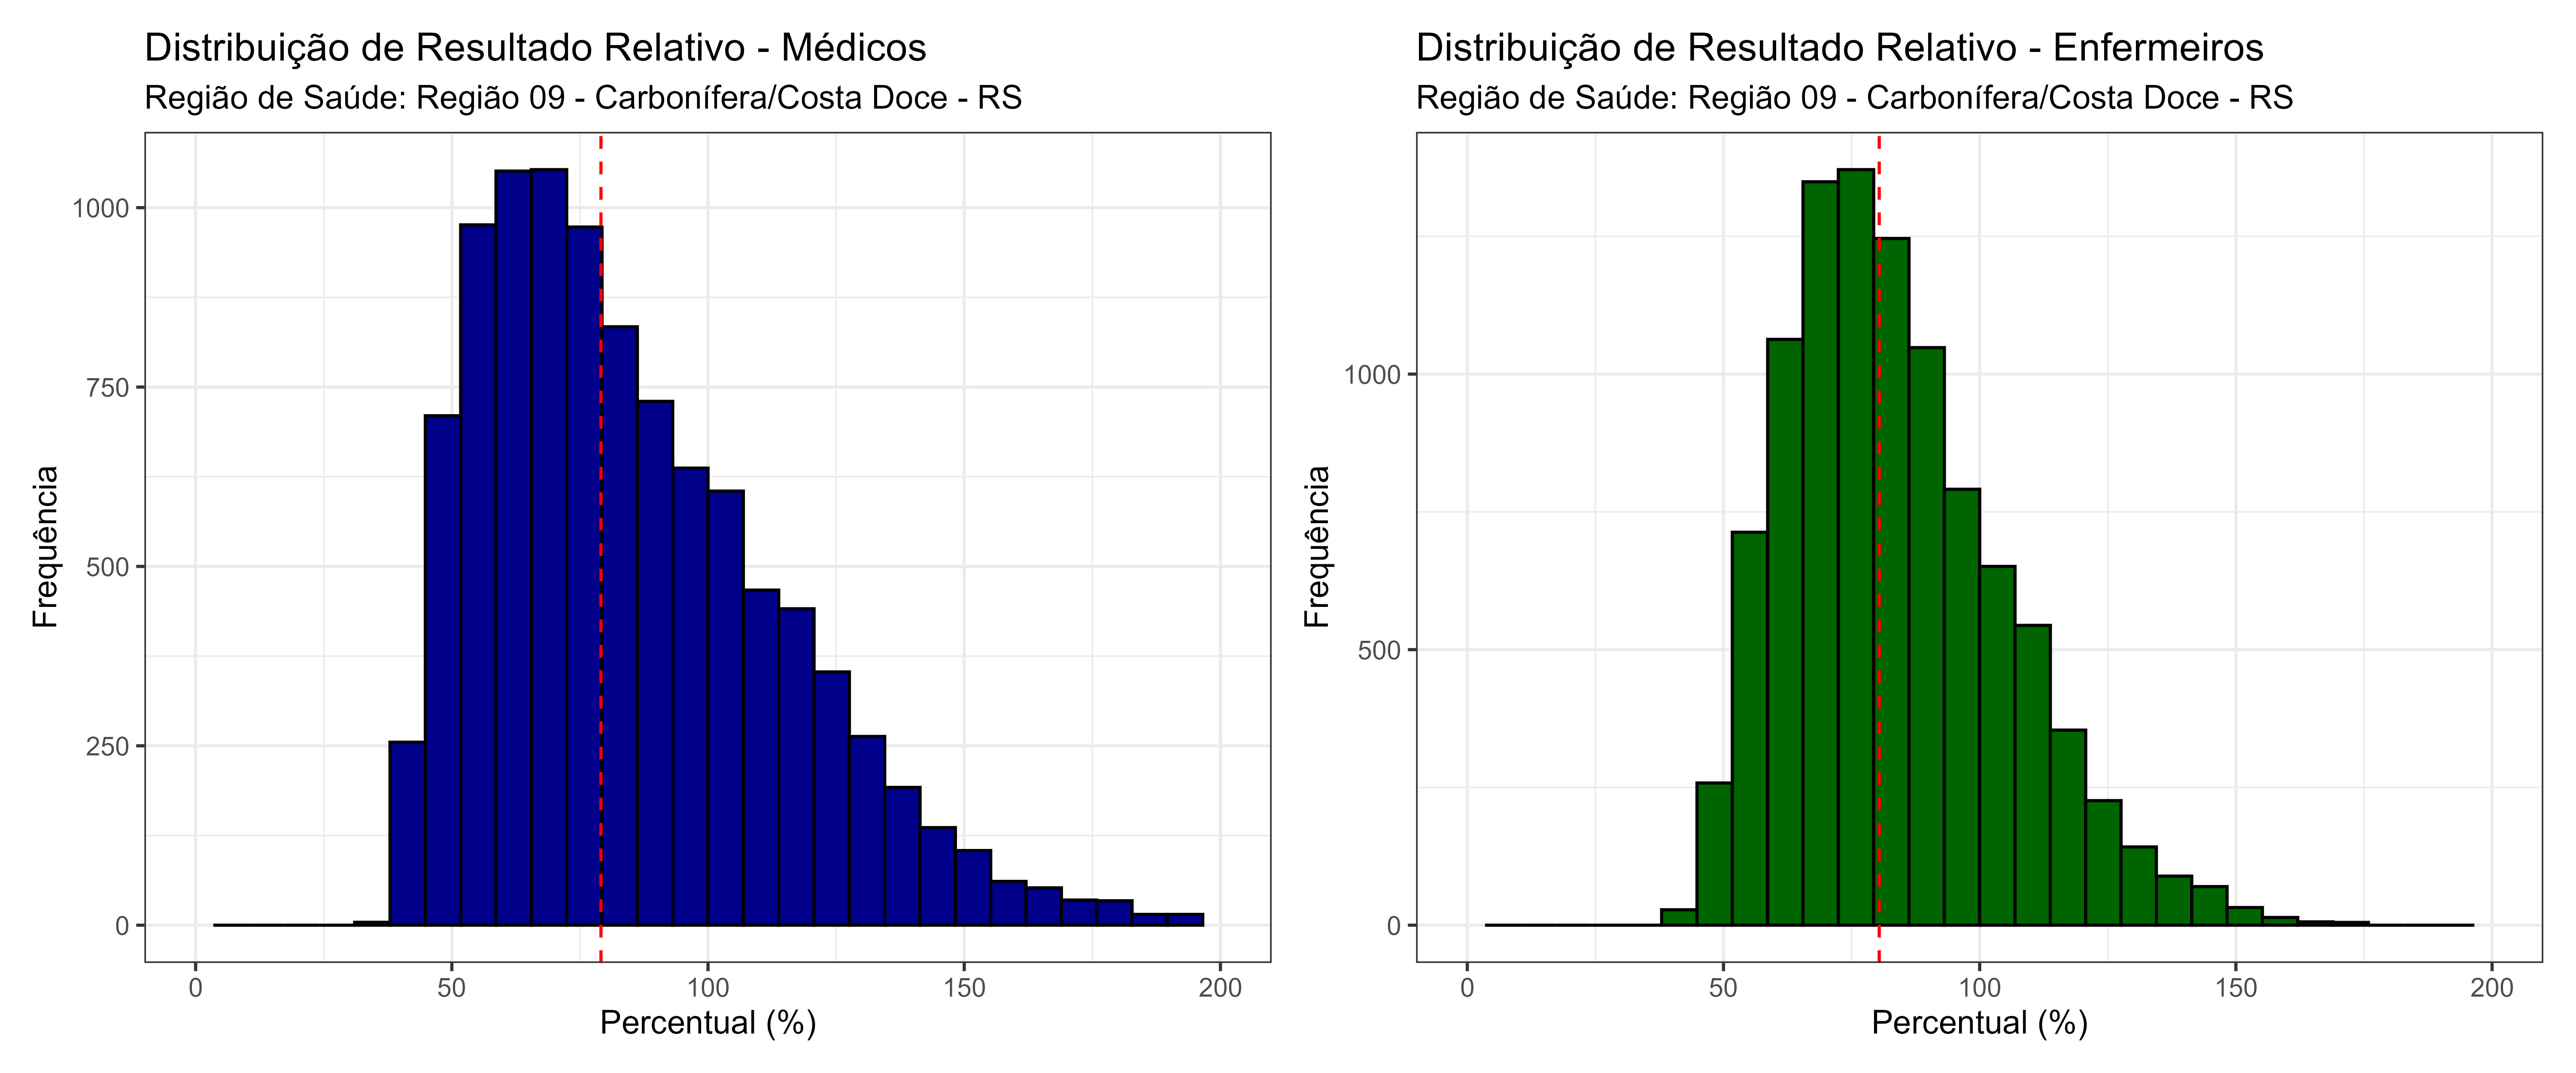 Distribuição de Resultado Relativo - Médicos
Região de Saúde: Região 09 - Carbonífera/Costa Doce - RS
Frequência
1000
750
500
250
0
0 50 100 150 200
Percentual (%)
Distribuição de Resultado Relativo - Enfermeiros
Região de Saúde: Região 09 - Carbonífera/Costa Doce - RS
Frequência
1000
500
0
0 50 100 150 200
Percentual (%)